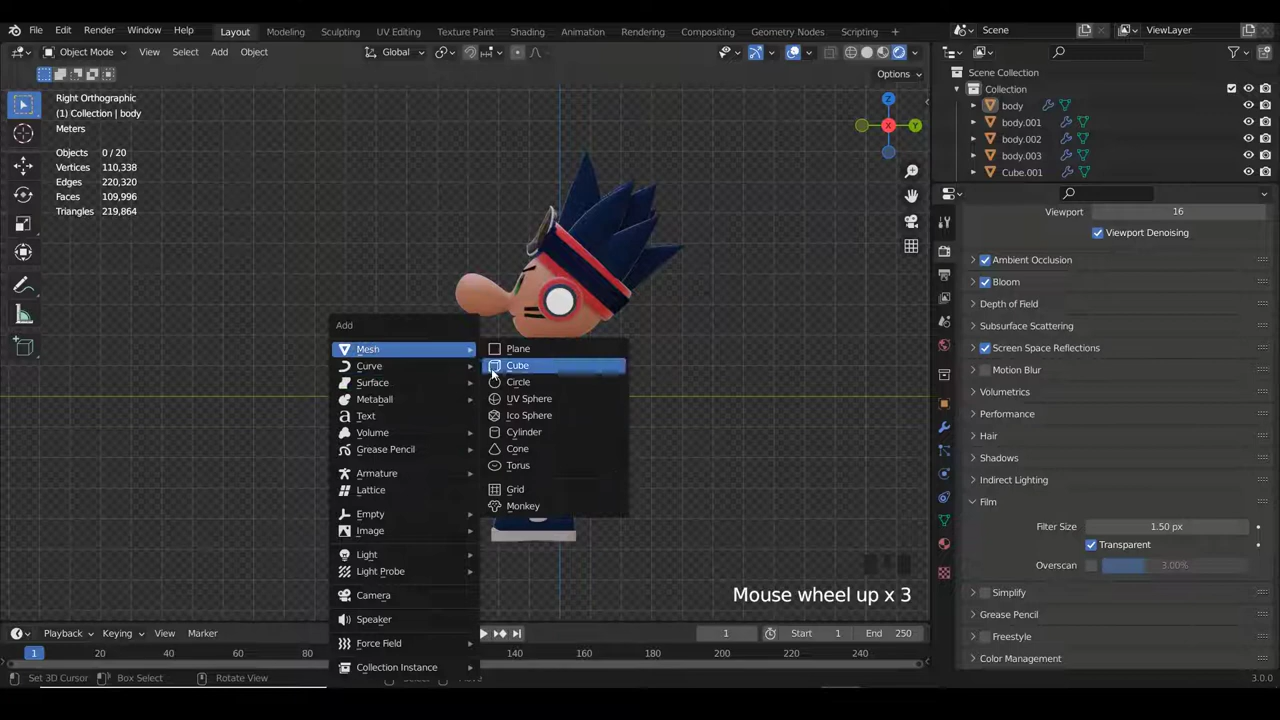 File Edit Render Window Help Layout Modeling Sculpting UV Editing Texture Paint Shading Animation Rendering Compositing Geometry Nodes Scripting + Scene ViewLayer
Object Mode View Select Add Object Global
Options
Right Orthographic
(1) Collection | body
Meters
Objects 0 / 20
Vertices 110,338
Edges 220,320
Faces 109,996
Triangles 219,864
Z
X
Y
Add
Mesh
Curve
Surface
Metaball
Text
Volume
Grease Pencil
Armature
Lattice
Empty
Image
Light
Light Probe
Camera
Speaker
Force Field
Collection Instance
Plane
Cube
Circle
UV Sphere
Ico Sphere
Cylinder
Cone
Torus
Grid
Monkey
Mouse wheel up x 3
Scene Collection
Collection
body
body.001
body.002
body.003
Cube.001
Viewport 16
Viewport Denoising
Ambient Occlusion
Bloom
Depth of Field
Subsurface Scattering
Screen Space Reflections
Motion Blur
Volumetrics
Performance
Hair
Shadows
Indirect Lighting
Film
Filter Size 1.50 px
Transparent
Overscan 3.00%
Simplify
Grease Pencil
Freestyle
Color Management
Playback Keying View Marker 1 Start 1 End 250
1 20 40 60 80 100 140 160 180 200 220 240
Set 3D Cursor Box Select Rotate View Select Move 3.0.0